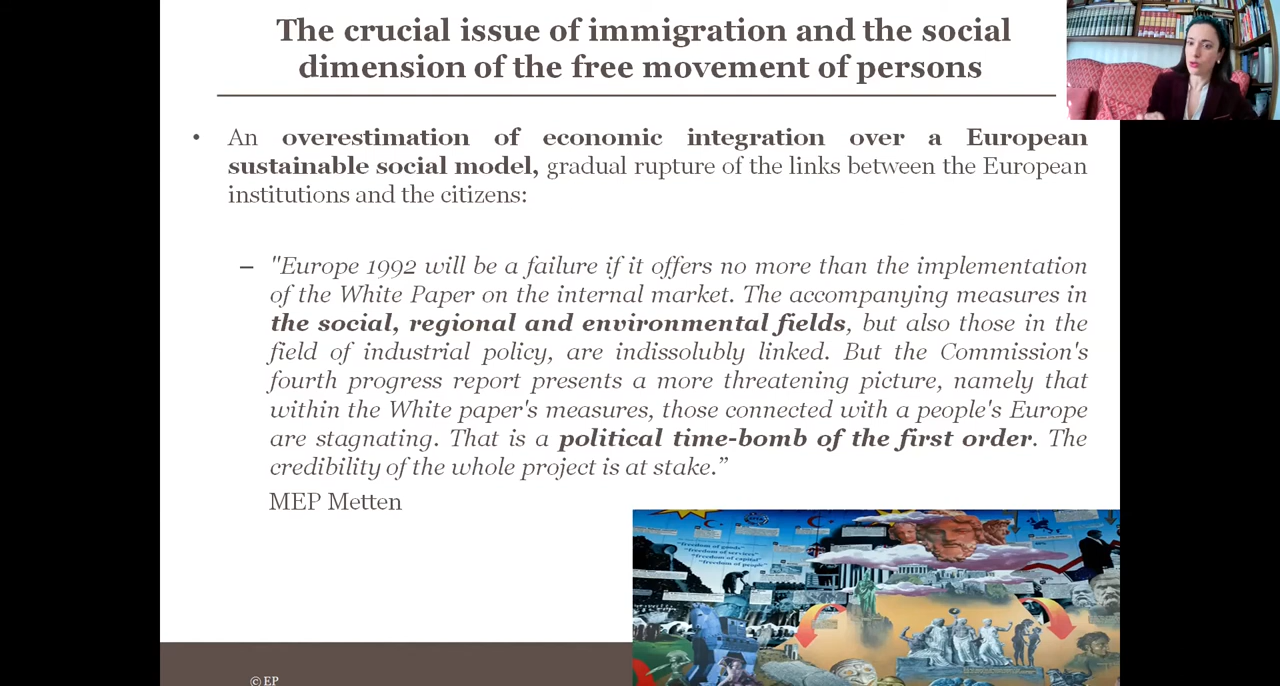 The crucial issue of immigration and the social
dimension of the free movement of persons
• An overestimation of economic integration over a European
sustainable social model, gradual rupture of the links between the European
institutions and the citizens:
– "Europe 1992 will be a failure if it offers no more than the implementation
of the White Paper on the internal market. The accompanying measures in
the social, regional and environmental fields, but also those in the
field of industrial policy, are indissolubly linked. But the Commission's
fourth progress report presents a more threatening picture, namely that
within the White paper's measures, those connected with a people's Europe
are stagnating. That is a political time-bomb of the first order. The
credibility of the whole project is at stake.”
MEP Metten
"freedom of goods"
"freedom of services"
"freedom of capital"
"freedom of people"
© EP